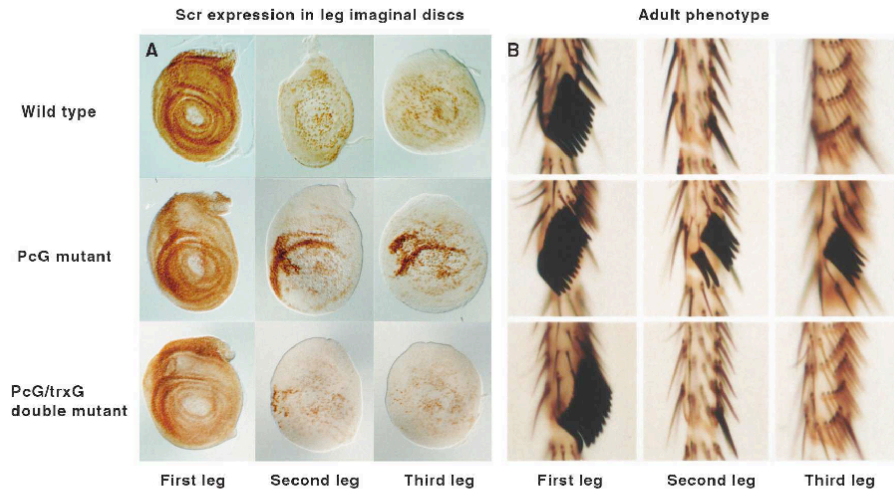 Scr expression in leg imaginal discs
Adult phenotype
A
B
Wild type
PcG mutant
PcG/trxG
double mutant
First leg
Second leg
Third leg
First leg
Second leg
Third leg